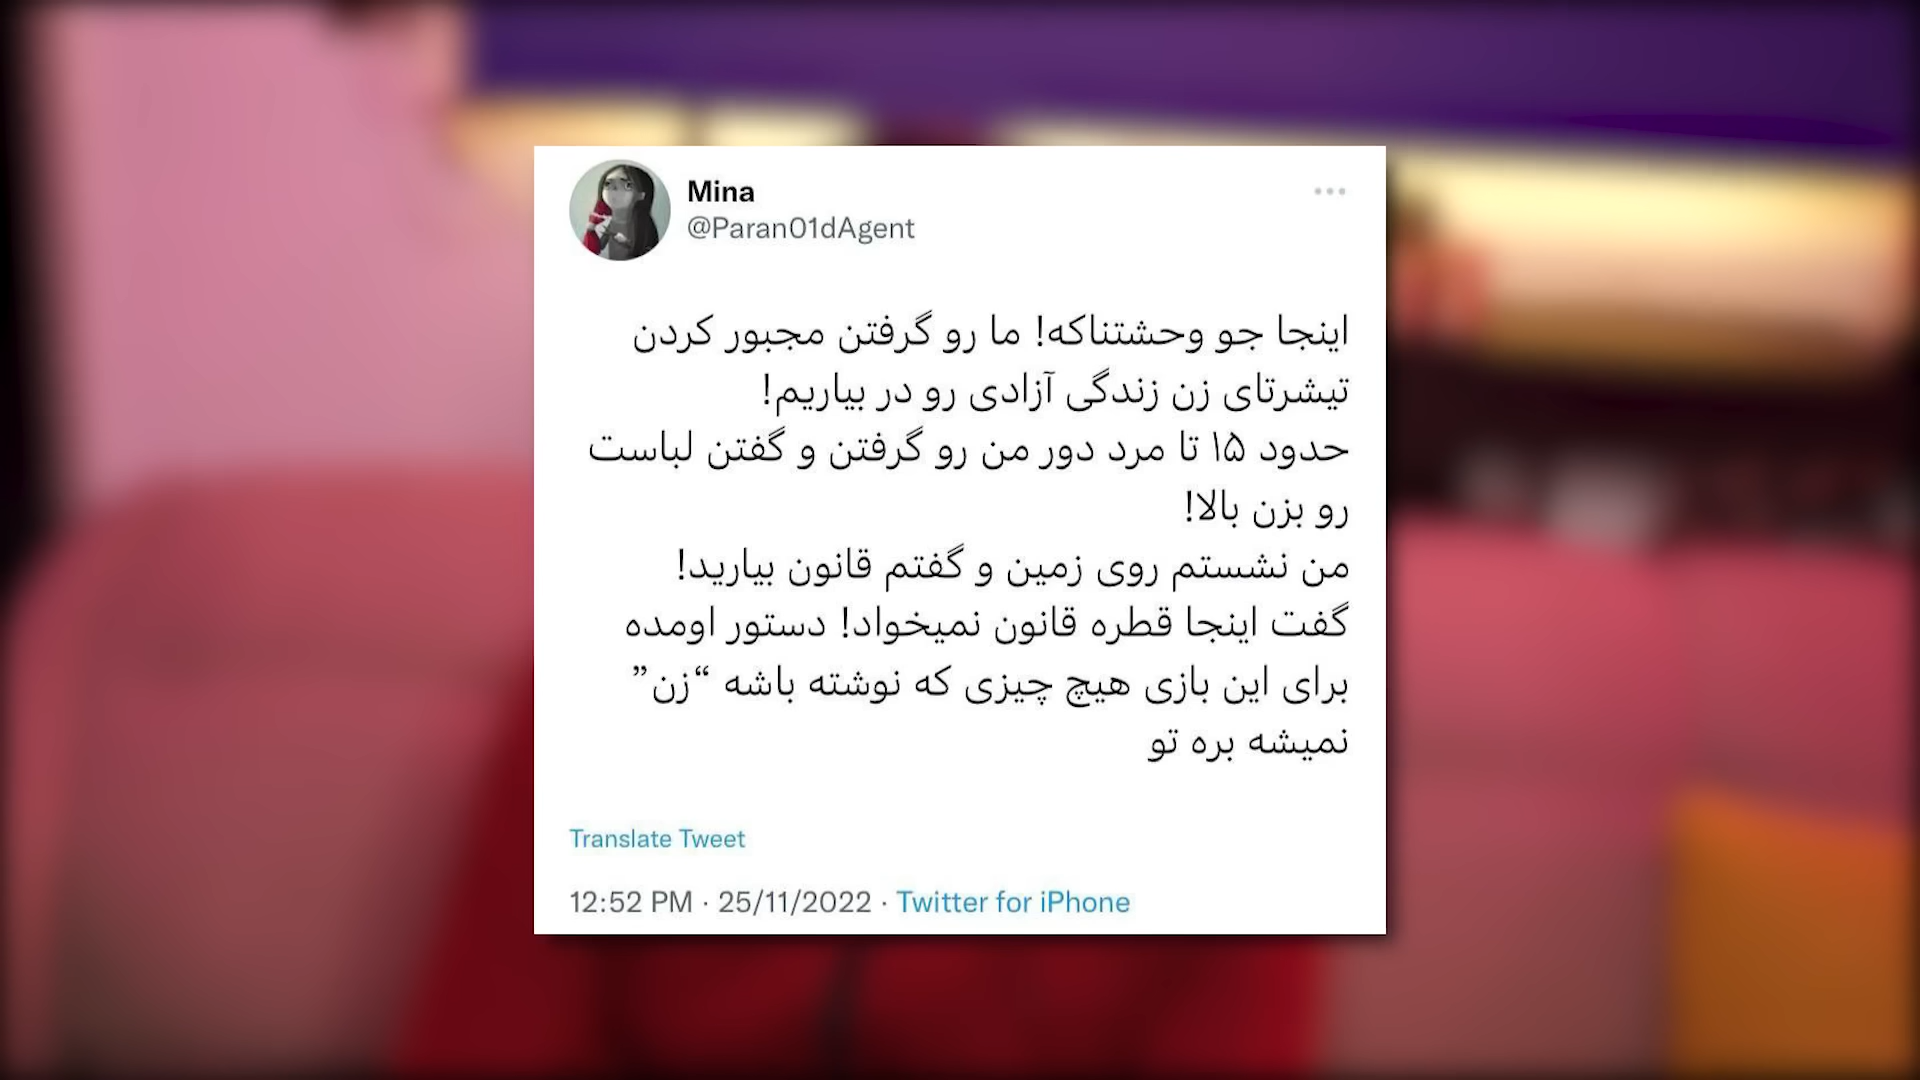 Mina
@Paran01dAgent
اینجا جو وحشتناکه! ما رو گرفتن مجبور کردن
تیشرتای زن زندگی آزادی رو در بیاریم!
حدود ۱۵ تا مرد دور من رو گرفتن و گفتن لباست
رو بزن بالا!
من نشستم روی زمین و گفتم قانون بیارید!
گفت اینجا قطره قانون نمیخواد! دستور اومده
برای این بازی هیچ چیزی که نوشته باشه “زن”
نمیشه بره تو
Translate Tweet
12:52 PM · 25/11/2022 · Twitter for iPhone